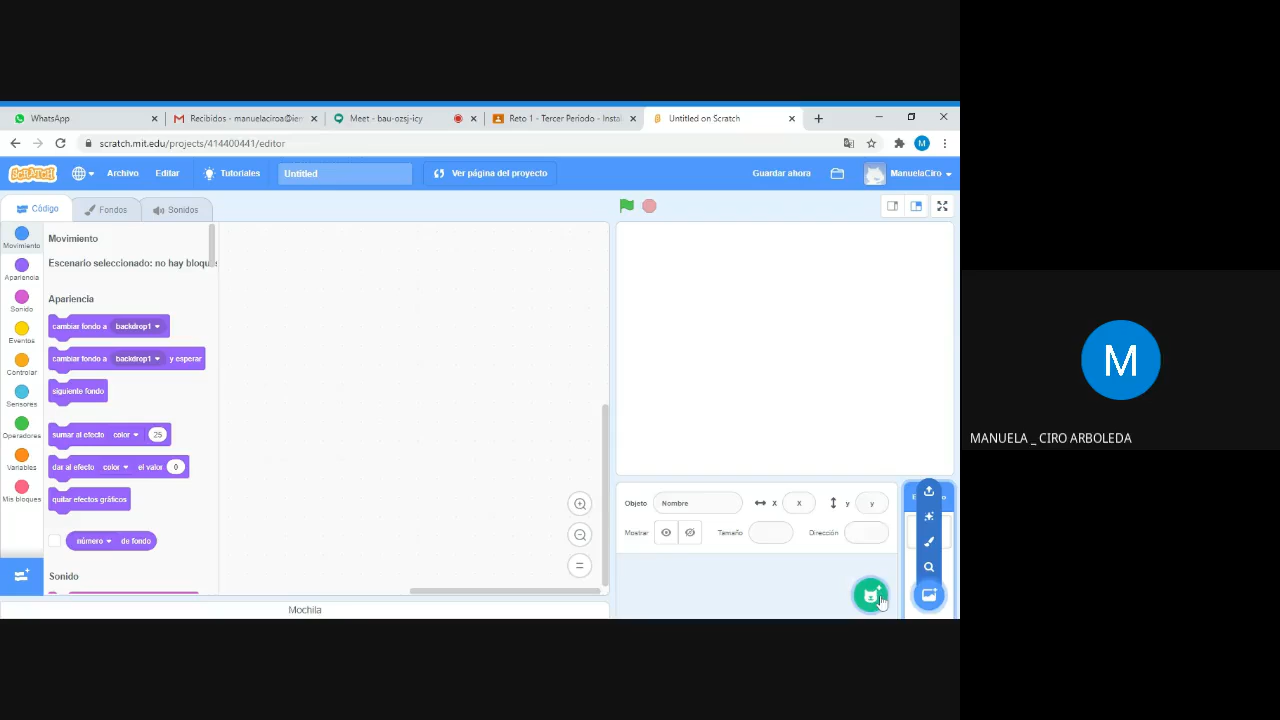 WhatsApp
Recibidos - manuelaciroa@ien
Meet - bau-ozsj-icy
Reto 1 - Tercer Periodo - Insta
Untitled on Scratch
scratch.mit.edu/projects/414400441/editor
M
SCRATCH
Archivo
Editar
Tutoriales
Untitled
Ver página del proyecto
Guardar ahora
ManuelaCiro
Código
Fondos
Sonidos
Movimiento
Apariencia
Sonido
Eventos
Controlar
Sensores
Operadores
Variables
Mis bloques
Movimiento
Escenario seleccionado: no hay bloque
Apariencia
cambiar fondo a backdrop1
cambiar fondo a backdrop1 y esperar
siguiente fondo
sumar al efecto color 25
dar al efecto color el valor 0
quitar efectos gráficos
número de fondo
Sonido
Mochila
Objeto Nombre x x y y
Mostrar Tamaño Dirección
M
MANUELA _ CIRO ARBOLEDA